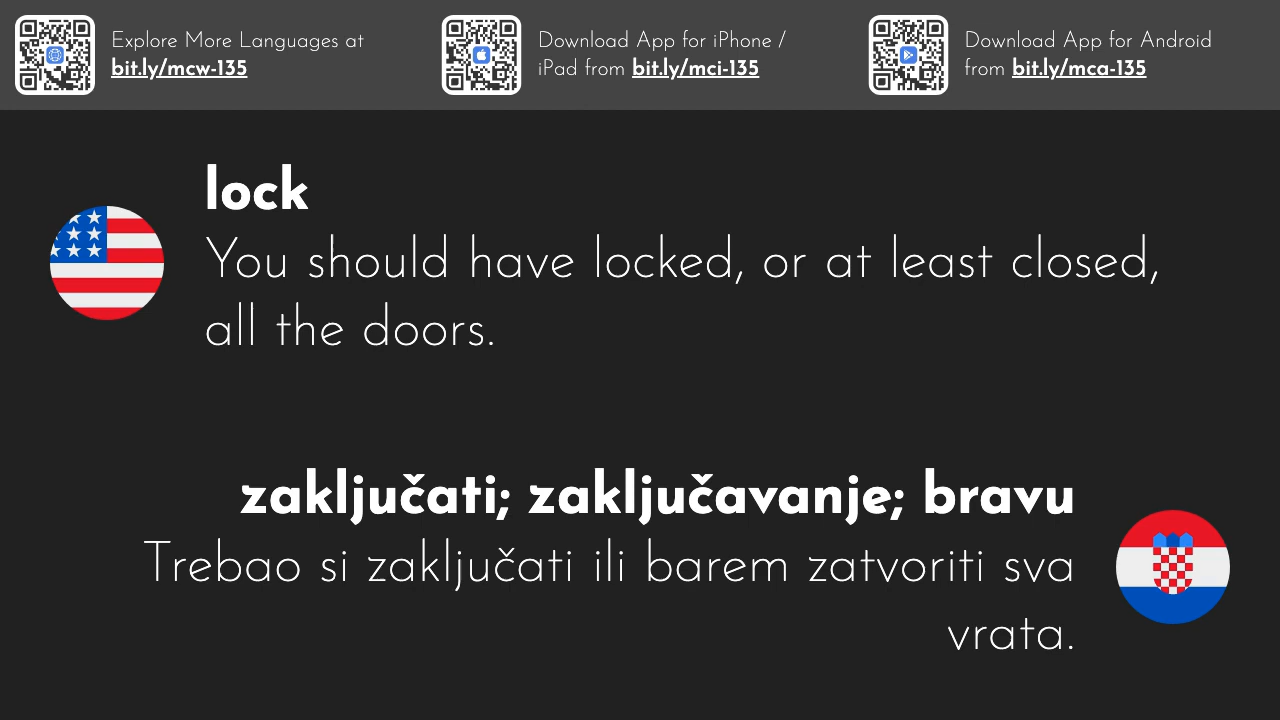 Explore More Languages at
bit.ly/mcw-135
Download App for iPhone /
iPad from bit.ly/mci-135
Download App for Android
from bit.ly/mca-135
lock
You should have locked, or at least closed,
all the doors.
zaključati; zaključavanje; bravu
Trebao si zaključati ili barem zatvoriti sva
vrata.